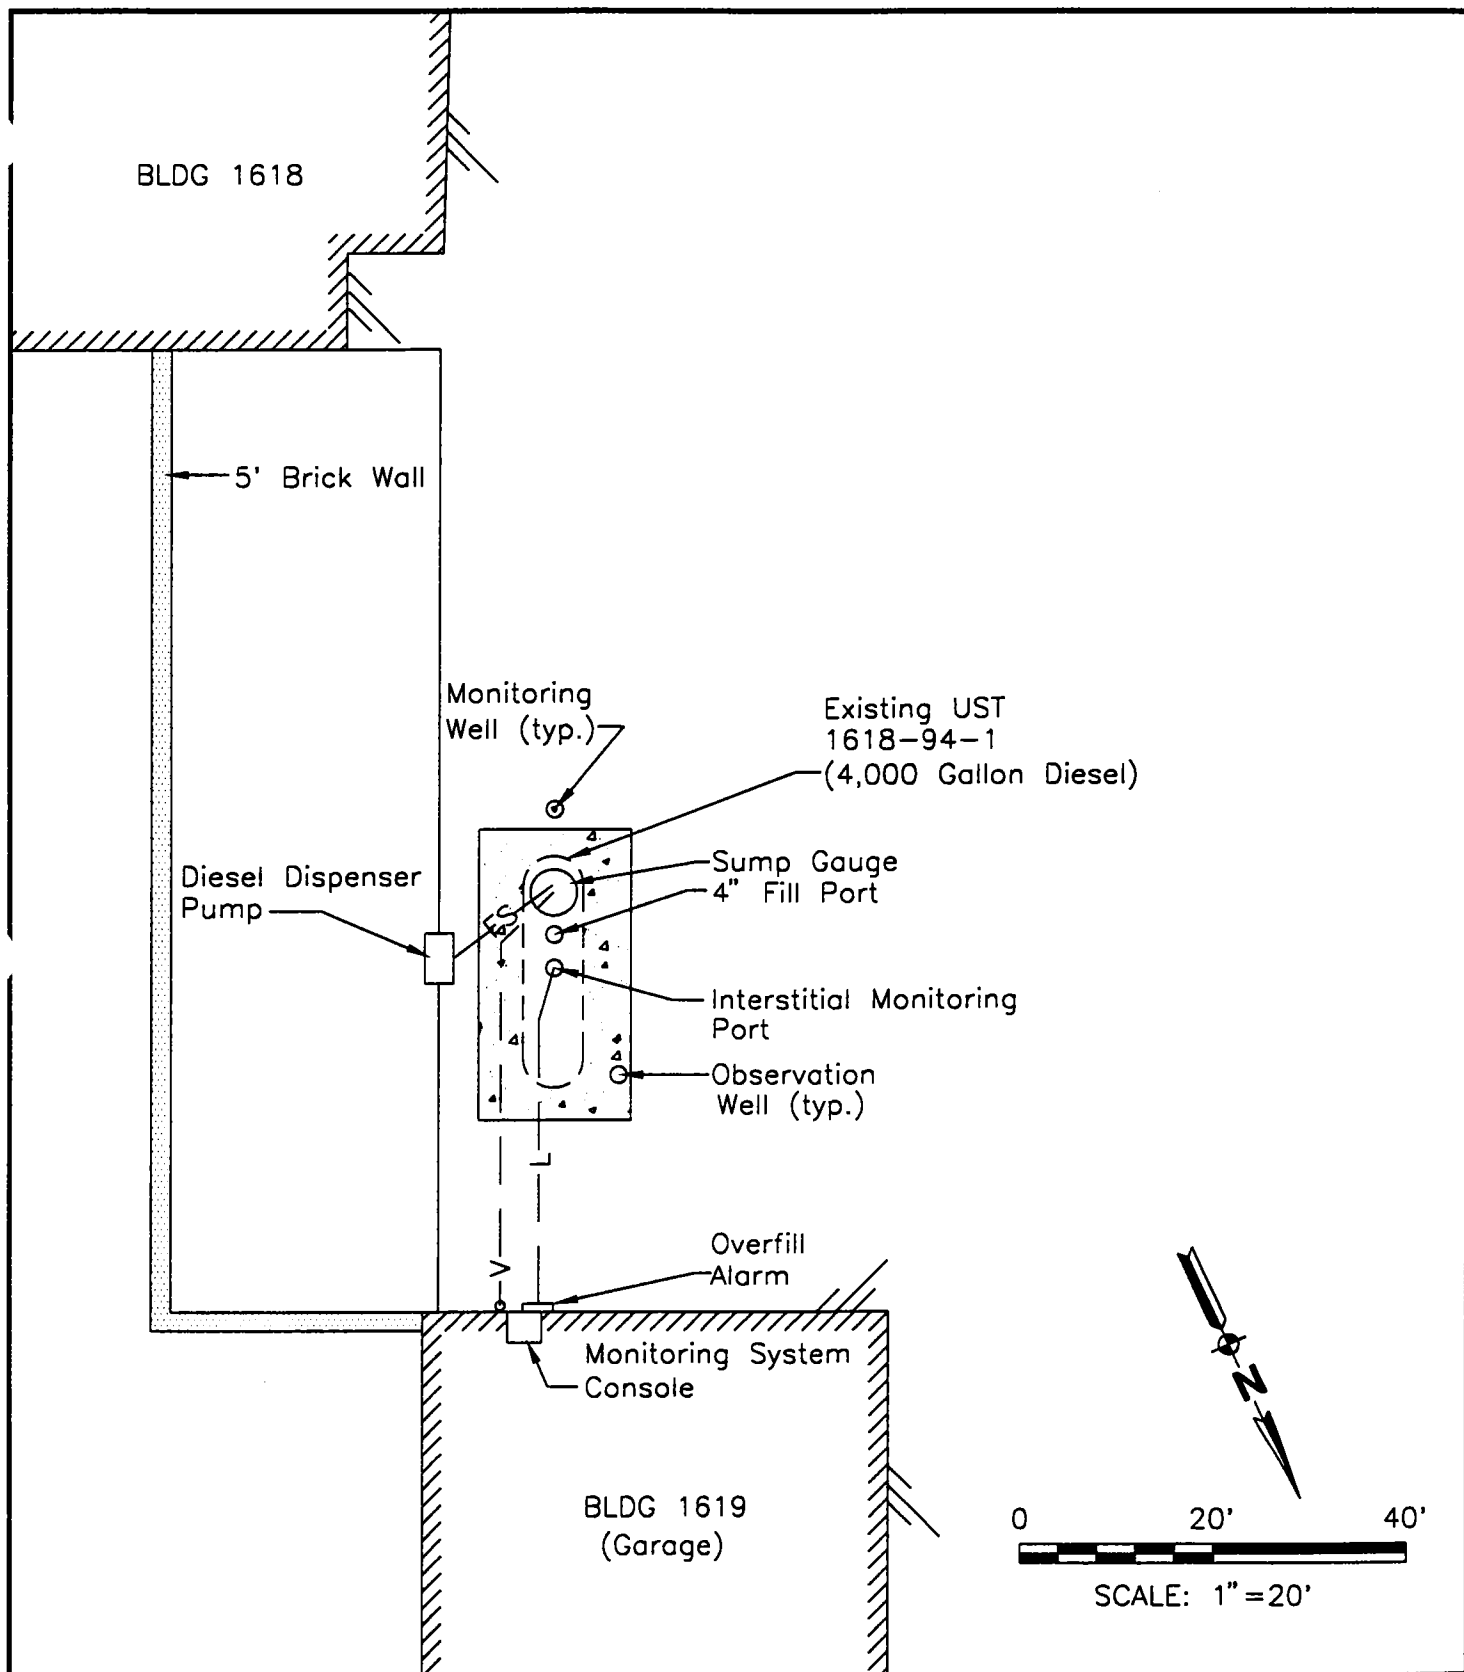 BLDG 1618
5' Brick Wall
Monitoring
Well (typ.)
Existing UST
1618-94-1
(4,000 Gallon Diesel)
Diesel Dispenser
Pump
Sump Gauge
4" Fill Port
FS
Interstitial Monitoring
Port
Observation
Well (typ.)
L
V
Overfill
Alarm
Monitoring System
Console
BLDG 1619
(Garage)
N
0 20' 40'
SCALE: 1"=20'